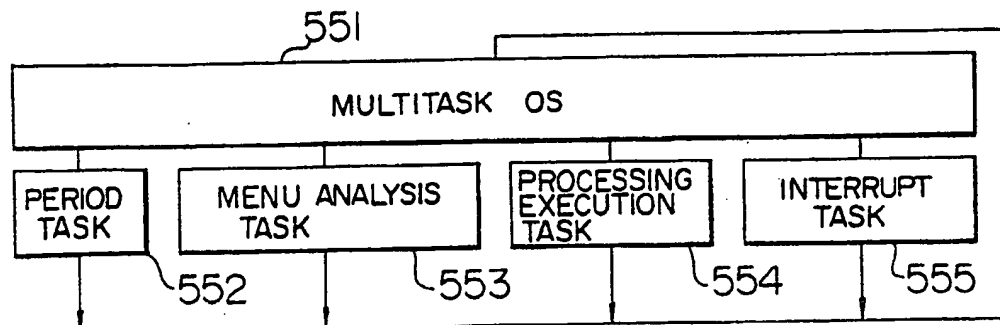 551
MULTITASK OS
PERIOD
TASK
MENU ANALYSIS
TASK
PROCESSING
EXECUTION
TASK
INTERRUPT
TASK
552
553
554
555